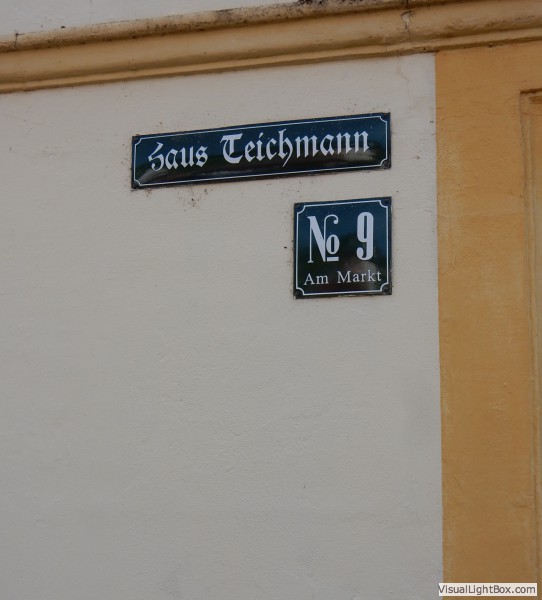 Haus Teichmann
No 9
Am Markt
VisualLightBox.com